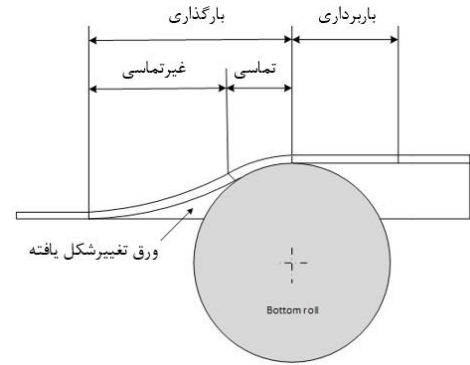 بارگذاری
باربرداری
غیرتماسی
تماسی
ورق تغییرشکل یافته
Bottom roll